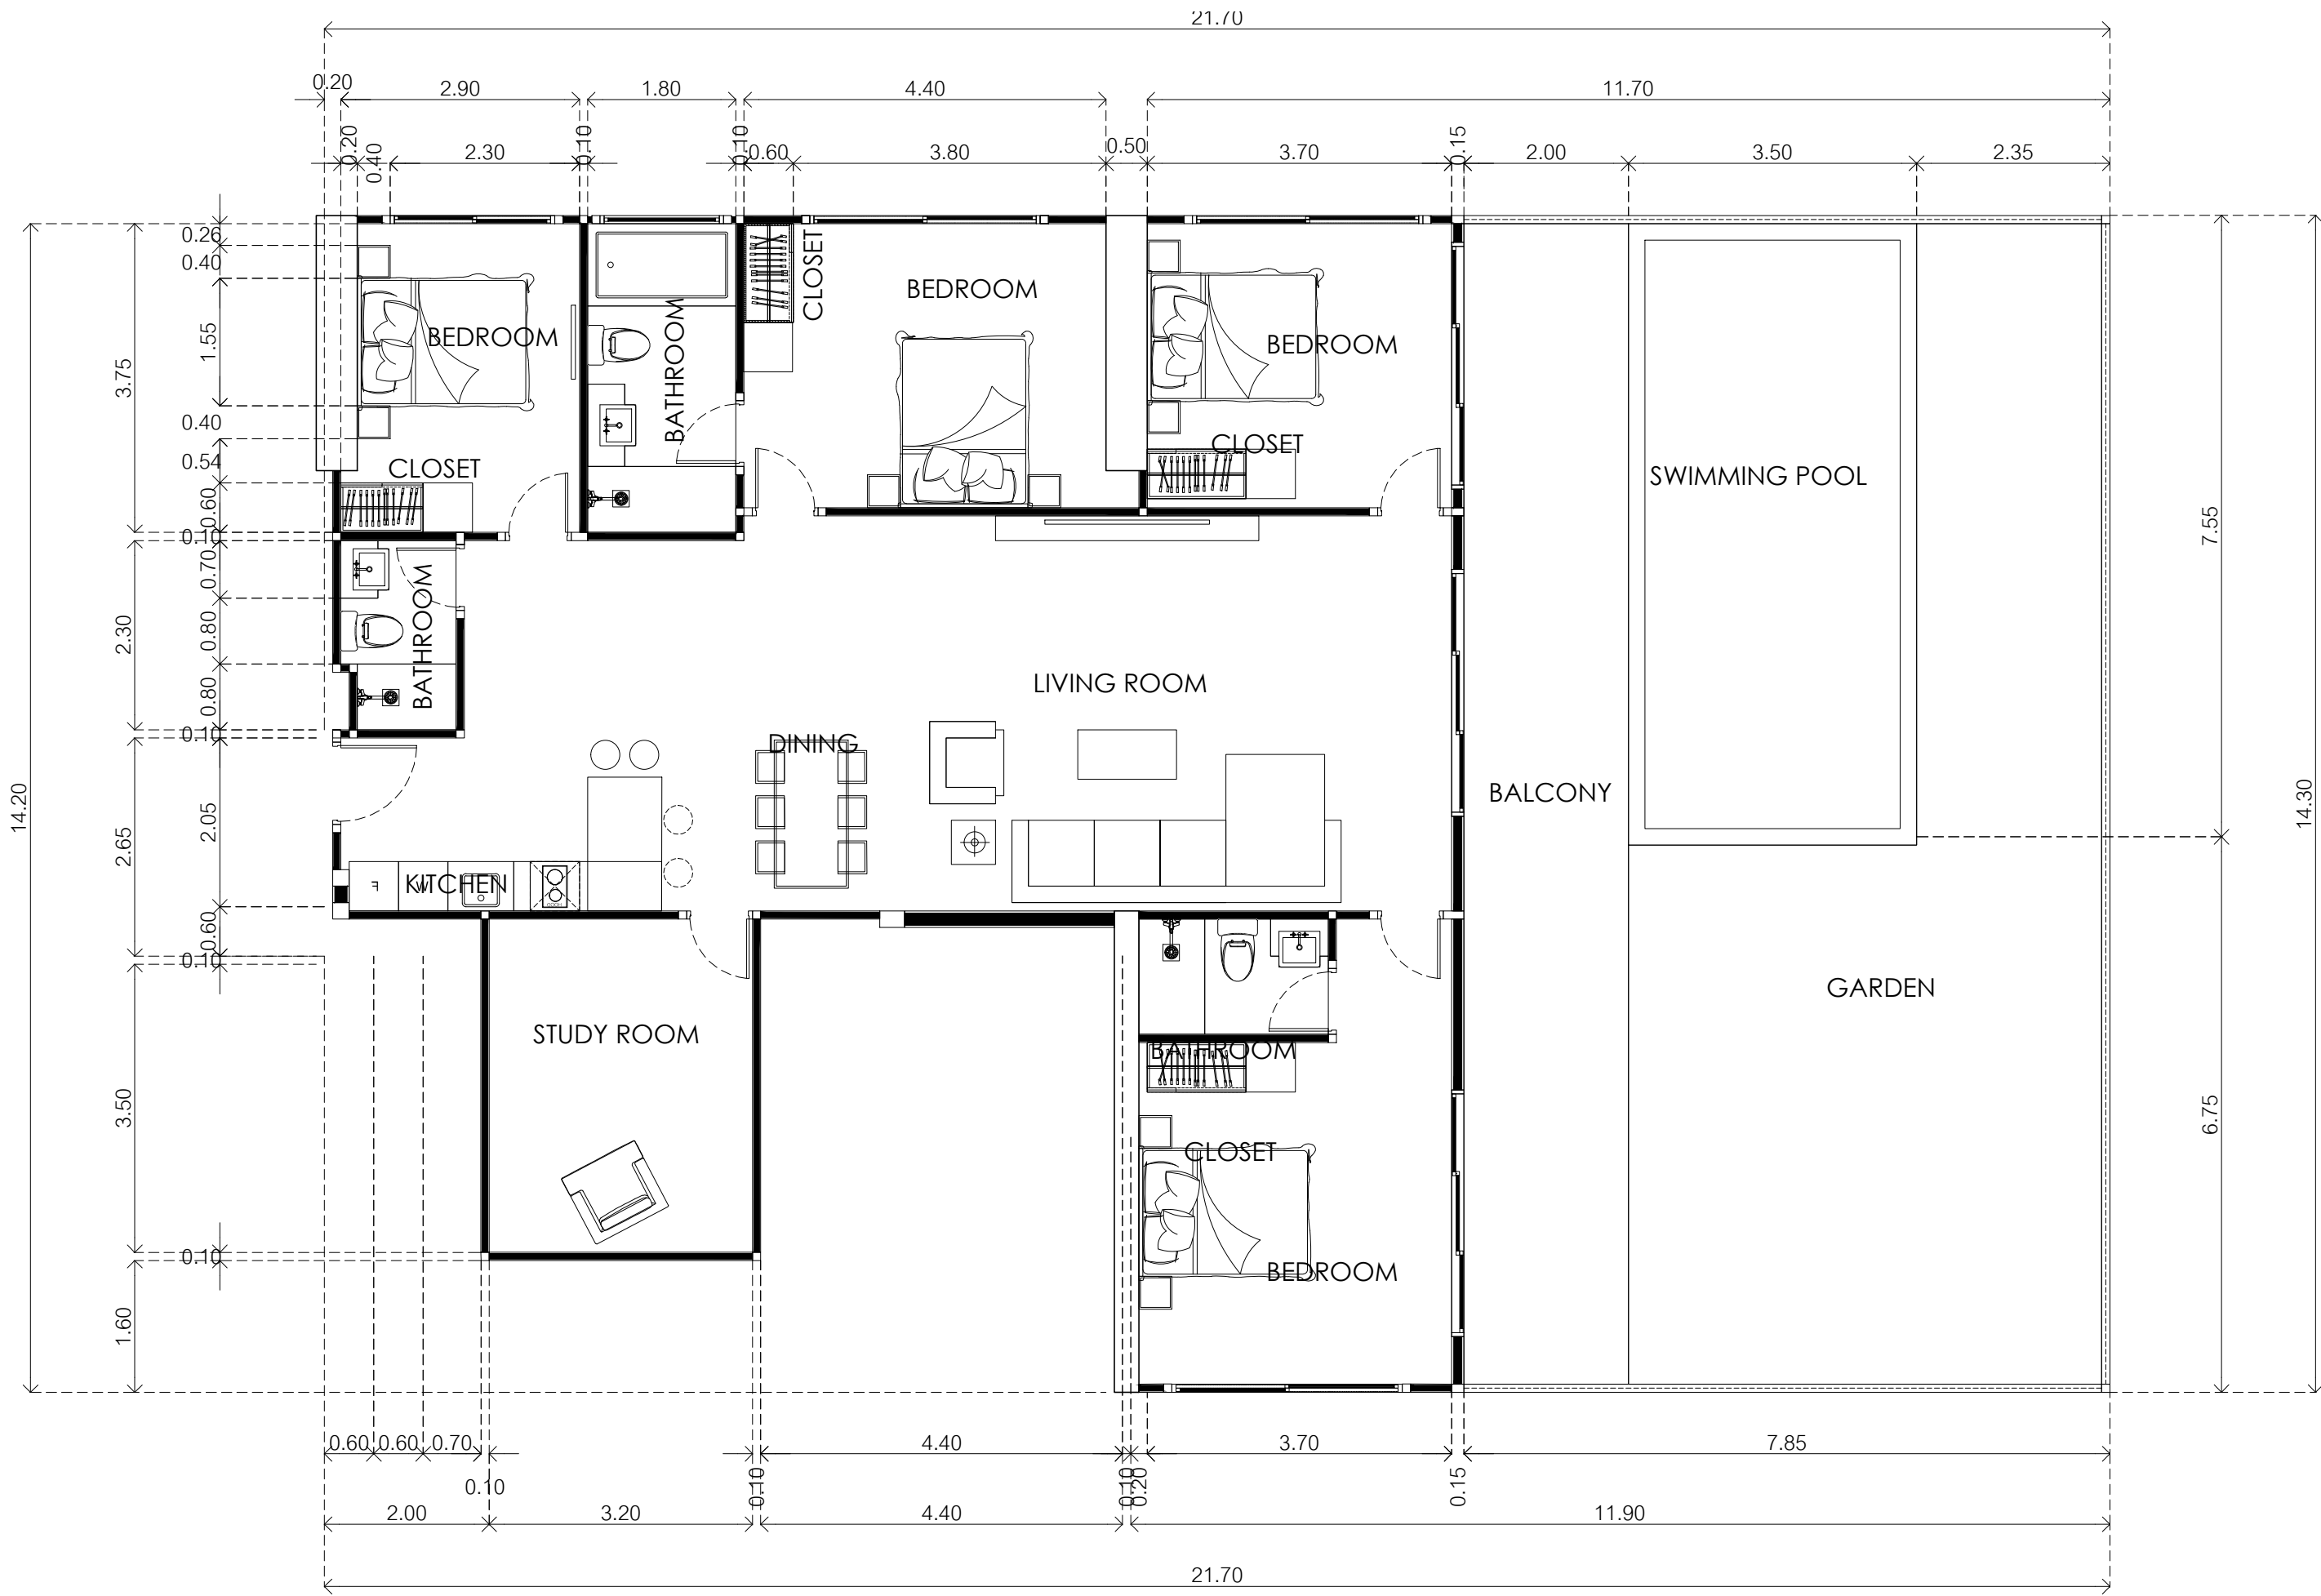 21.70
0.20
2.90
1.80
4.40
11.70
0.20
0.40
2.30
0.10
0.10
0.60
3.80
0.50
3.70
0.15
2.00
3.50
2.35
0.26
0.40
1.55
3.75
0.40
0.54
0.60
0.10
0.70
2.30
0.80
0.80
0.10
14.20
2.65
2.05
0.60
0.10
3.50
0.10
1.60
CLOSET
BEDROOM
BEDROOM
BATHROOM
BEDROOM
CLOSET
CLOSET
SWIMMING POOL
7.55
14.30
BATHROOM
LIVING ROOM
DINING
BALCONY
F
W
KITCHEN
GARDEN
STUDY ROOM
BATHROOM
6.75
CLOSET
BEDROOM
0.60
0.60
0.70
4.40
3.70
7.85
0.10
0.10
0.10
0.20
0.15
2.00
3.20
4.40
11.90
21.70